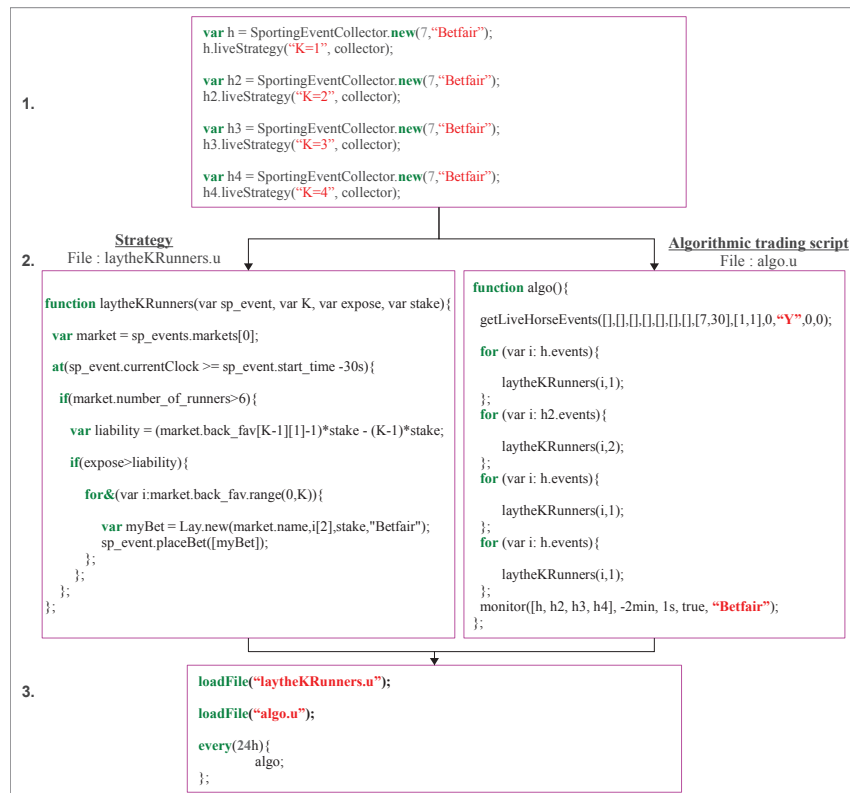 1.
var h = SportingEventCollector.new(7,“Betfair”);
h.liveStrategy(“K=1”, collector);
var h2 = SportingEventCollector.new(7,“Betfair”);
h2.liveStrategy(“K=2”, collector);
var h3 = SportingEventCollector.new(7,“Betfair”);
h3.liveStrategy(“K=3”, collector);
var h4 = SportingEventCollector.new(7,“Betfair”);
h4.liveStrategy(“K=4”, collector);
2.
Strategy
File : laytheKRunners.u
function laytheKRunners(var sp_event, var K, var expose, var stake){
var market = sp_events.markets[0];
at(sp_event.currentClock >= sp_event.start_time -30s){
if(market.number_of_runners>6){
var liability = (market.back_fav[K-1][1]-1)*stake - (K-1)*stake;
if(expose>liability){
for&(var i:market.back_fav.range(0,K)){
var myBet = Lay.new(market.name,i[2],stake,"Betfair");
sp_event.placeBet([myBet]);
};
};
};
};
};
Algorithmic trading script
File : algo.u
function algo(){
getLiveHorseEvents([],[],[],[],[],[],[],[7,30],[1,1],0,“Y”,0,0);
for (var i: h.events){
laytheKRunners(i,1);
};
for (var i: h2.events){
laytheKRunners(i,2);
};
for (var i: h.events){
laytheKRunners(i,1);
};
for (var i: h.events){
laytheKRunners(i,1);
};
monitor([h, h2, h3, h4], -2min, 1s, true, “Betfair”);
};
3.
loadFile(“laytheKRunners.u”);
loadFile(“algo.u”);
every(24h){
algo;
};